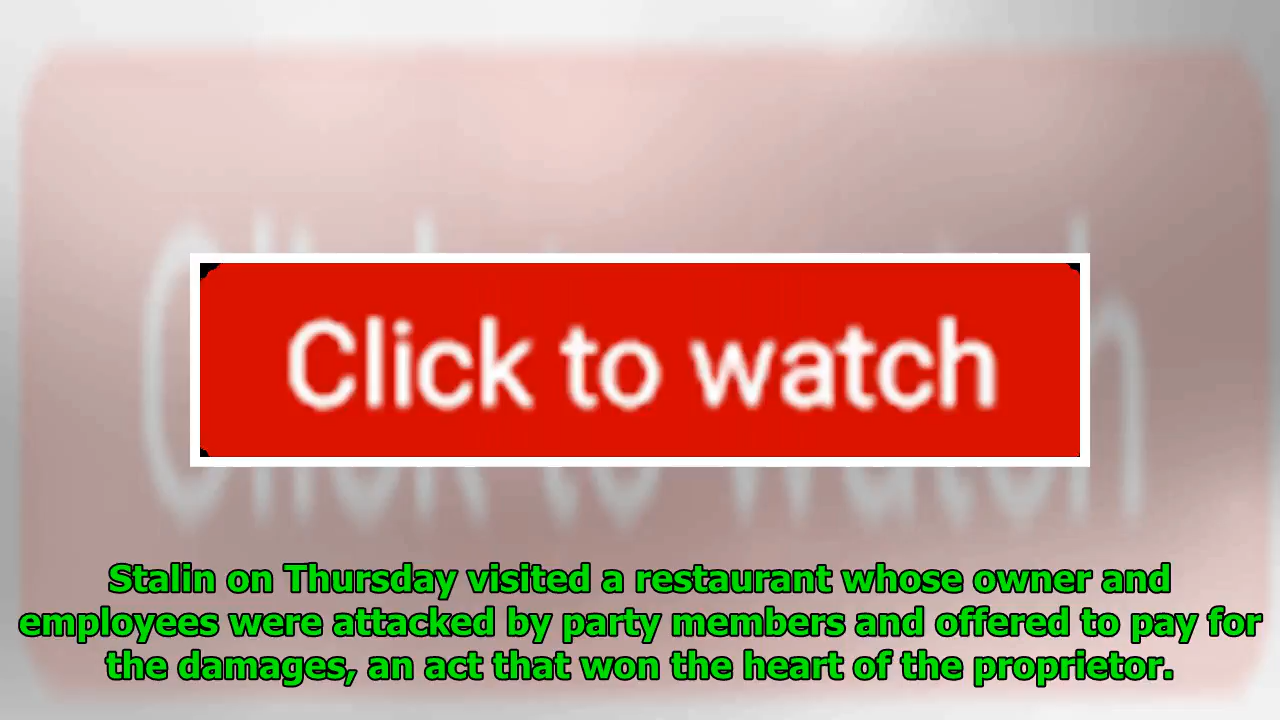 Click to watch
Stalin on Thursday visited a restaurant whose owner and
employees were attacked by party members and offered to pay for
the damages, an act that won the heart of the proprietor.